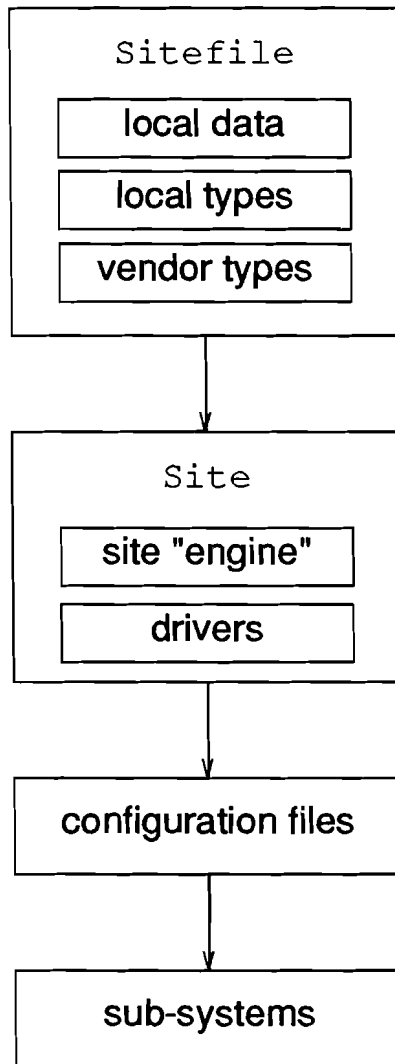 Sitefile
local data
local types
vendor types
Site
site "engine"
drivers
configuration files
sub-systems